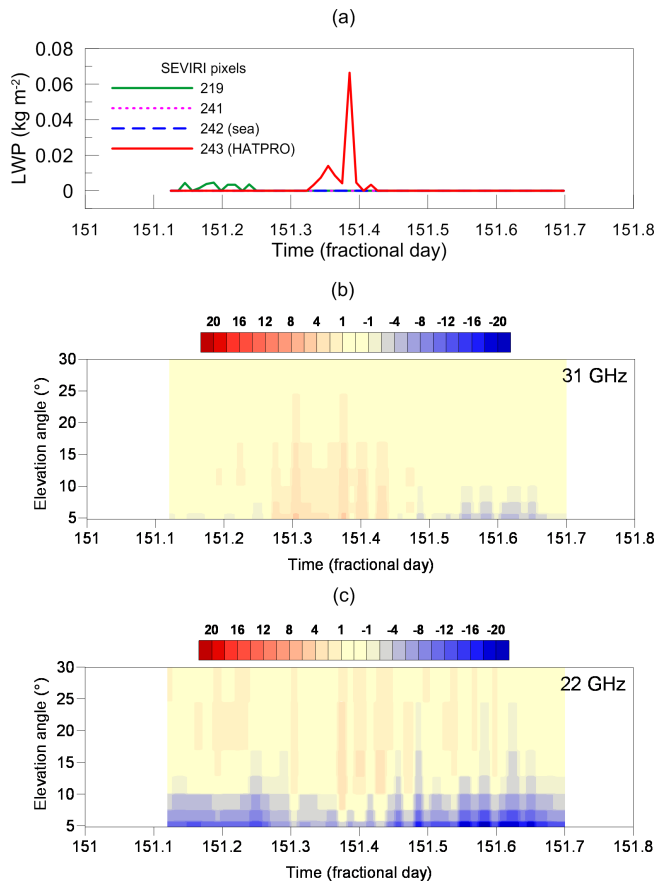 (a)
0.08
0.06
0.04
0.02
0
LWP (kg m-2)
SEVIRI pixels
219
241
242 (sea)
243 (HATPRO)
151 151.1 151.2 151.3 151.4 151.5 151.6 151.7 151.8
Time (fractional day)
(b)
20 16 12 8 4 1 -1 -4 -8 -12 -16 -20
31 GHz
30
25
20
15
10
5
Elevation angle (°)
151 151.1 151.2 151.3 151.4 151.5 151.6 151.7 151.8
Time (fractional day)
(c)
20 16 12 8 4 1 -1 -4 -8 -12 -16 -20
22 GHz
30
25
20
15
10
5
Elevation angle (°)
151 151.1 151.2 151.3 151.4 151.5 151.6 151.7 151.8
Time (fractional day)